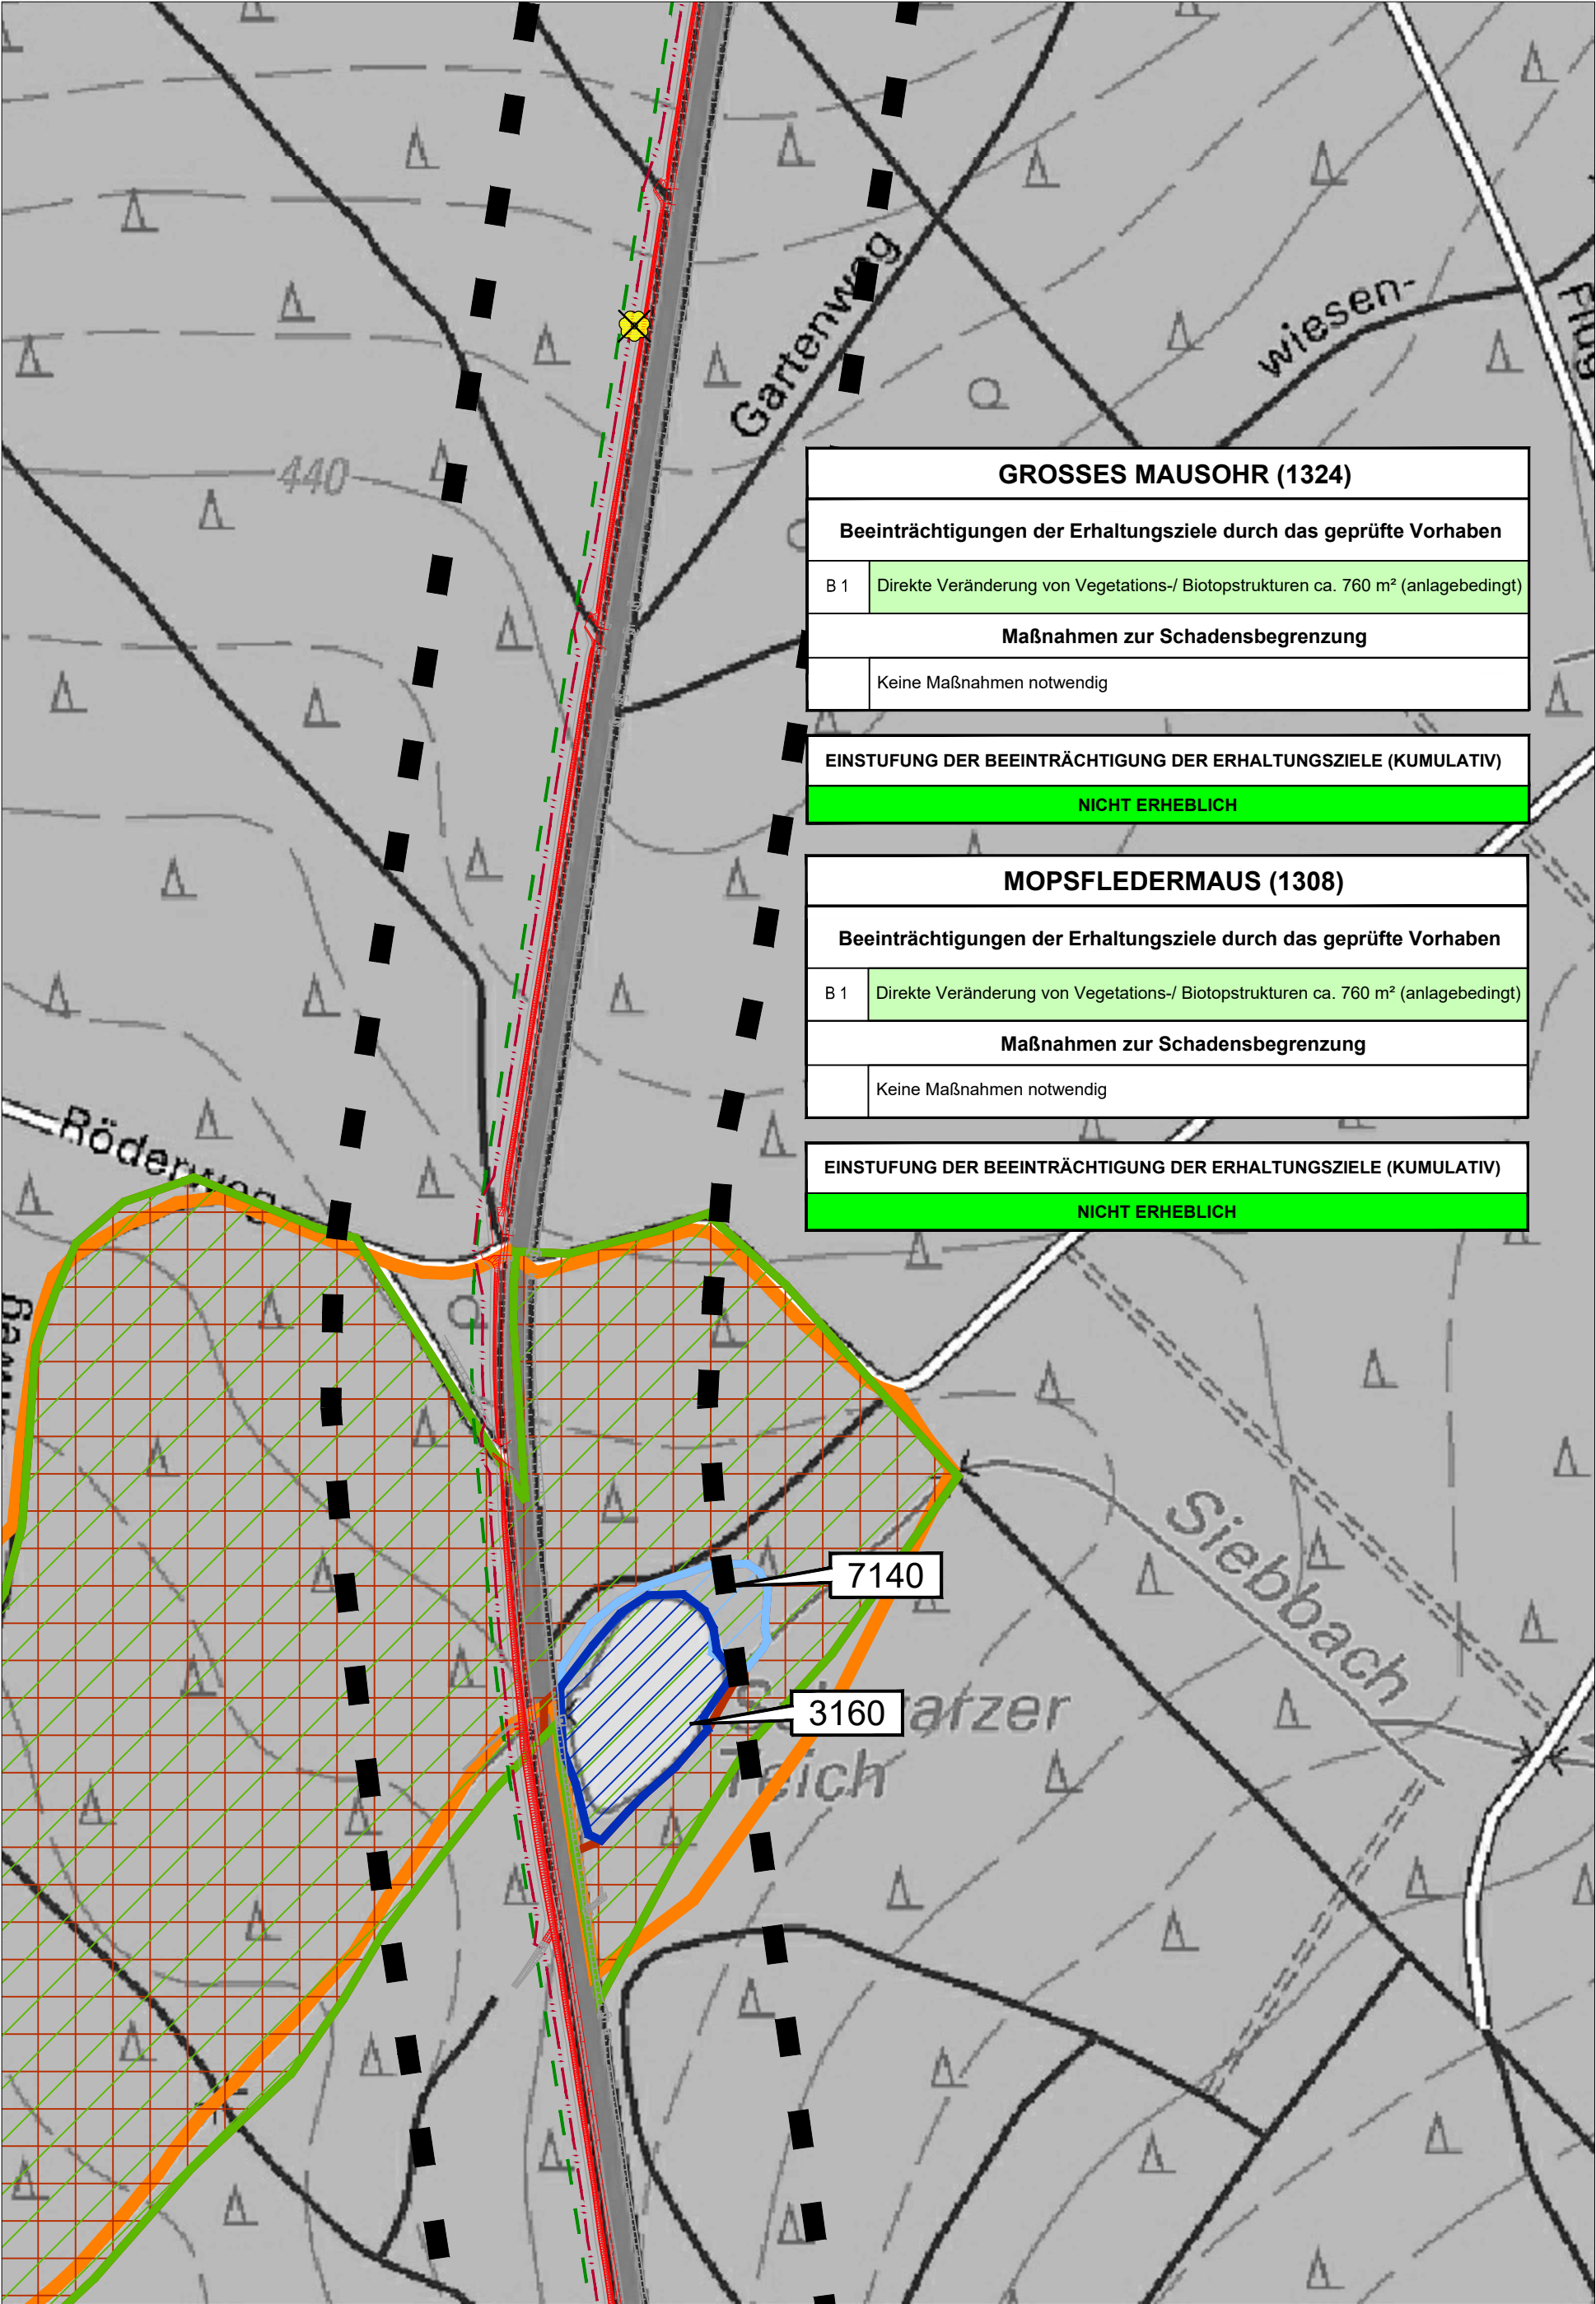 Gartenweg
wiesen-
Flug
440
GROSSES MAUSOHR (1324)
Beeinträchtigungen der Erhaltungsziele durch das geprüfte Vorhaben
B 1 Direkte Veränderung von Vegetations-/ Biotopstrukturen ca. 760 m² (anlagebedingt)
Maßnahmen zur Schadensbegrenzung
Keine Maßnahmen notwendig
EINSTUFUNG DER BEEINTRÄCHTIGUNG DER ERHALTUNGSZIELE (KUMULATIV)
NICHT ERHEBLICH
MOPSFLEDERMAUS (1308)
Beeinträchtigungen der Erhaltungsziele durch das geprüfte Vorhaben
B 1 Direkte Veränderung von Vegetations-/ Biotopstrukturen ca. 760 m² (anlagebedingt)
Maßnahmen zur Schadensbegrenzung
Keine Maßnahmen notwendig
EINSTUFUNG DER BEEINTRÄCHTIGUNG DER ERHALTUNGSZIELE (KUMULATIV)
NICHT ERHEBLICH
Röderweg
Siebbach
7140
3160
Schwarzer
Teich